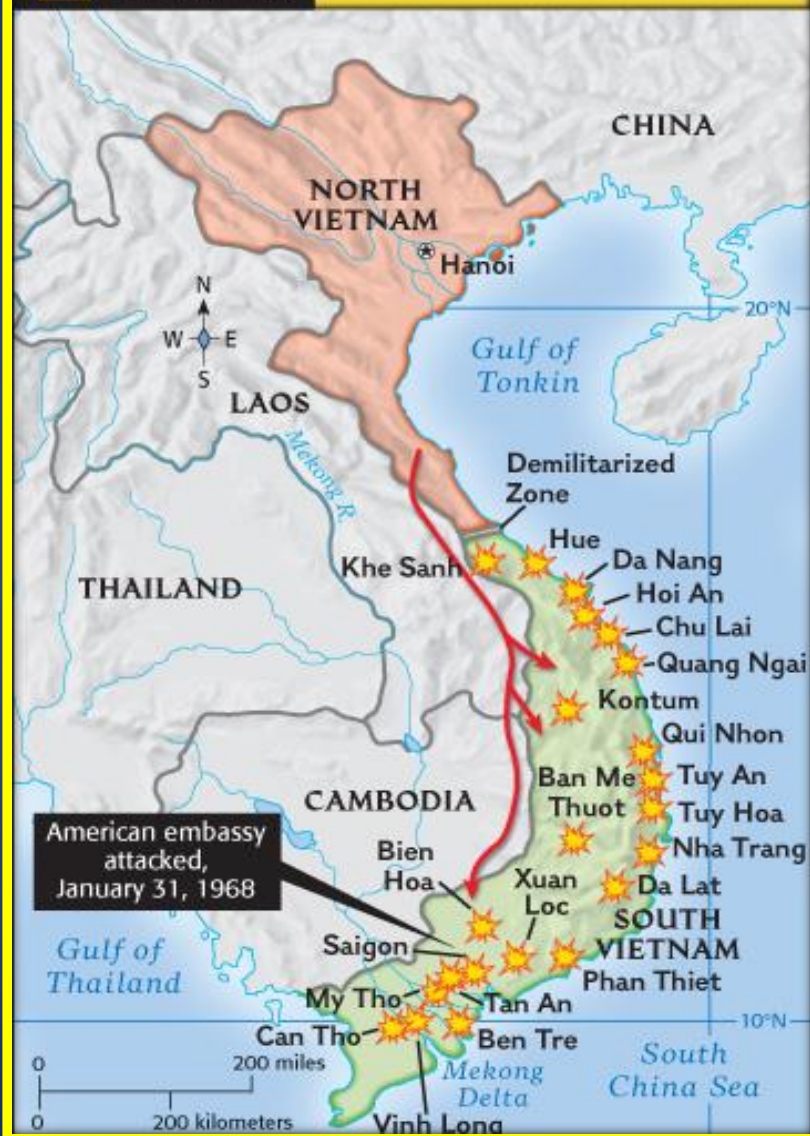 CHINA
NORTH
VIETNAM
Hanoi
N
W
E
S
20°N
Gulf of
Tonkin
LAOS
Mekong R.
Demilitarized
Zone
Hue
Khe Sanh
Da Nang
THAILAND
Hoi An
Chu Lai
Quang Ngai
Kontum
Qui Nhon
Ban Me
Thuot
Tuy An
CAMBODIA
Tuy Hoa
American embassy
attacked,
January 31, 1968
Bien
Hoa
Nha Trang
Xuan
Loc
Da Lat
SOUTH
VIETNAM
Saigon
Gulf of
Thailand
Phan Thiet
My Tho
Tan An
Can Tho
Ben Tre
10°N
0
200 miles
0
200 kilometers
Mekong
Delta
South
China Sea
Vinh Long